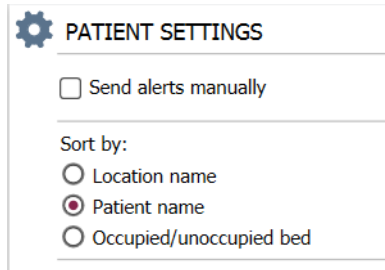 PATIENT SETTINGS
Send alerts manually
Sort by:
Location name
Patient name
Occupied/unoccupied bed